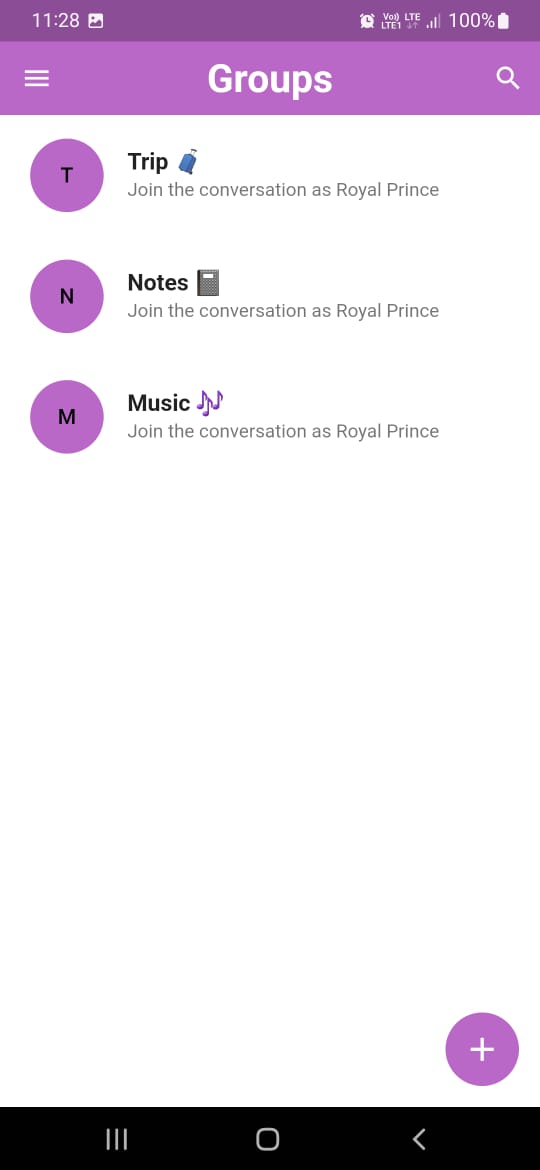 11:28 Vo) LTE 100%
LTE1
Groups
T
Trip
Join the conversation as Royal Prince
N
Notes
Join the conversation as Royal Prince
M
Music
Join the conversation as Royal Prince